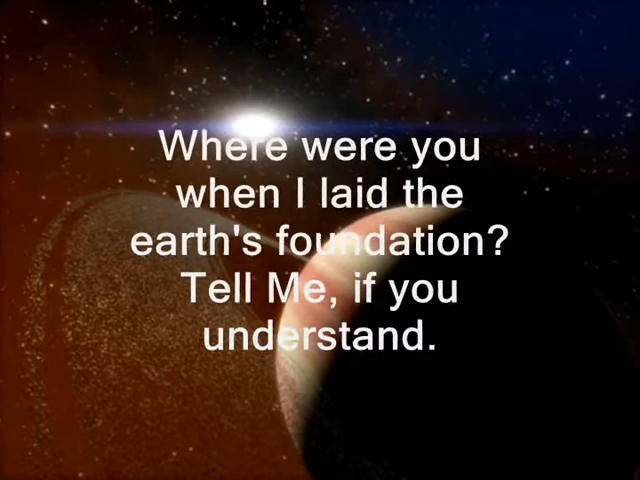 Where were you
when I laid the
earth's foundation?
Tell Me, if you
understand.